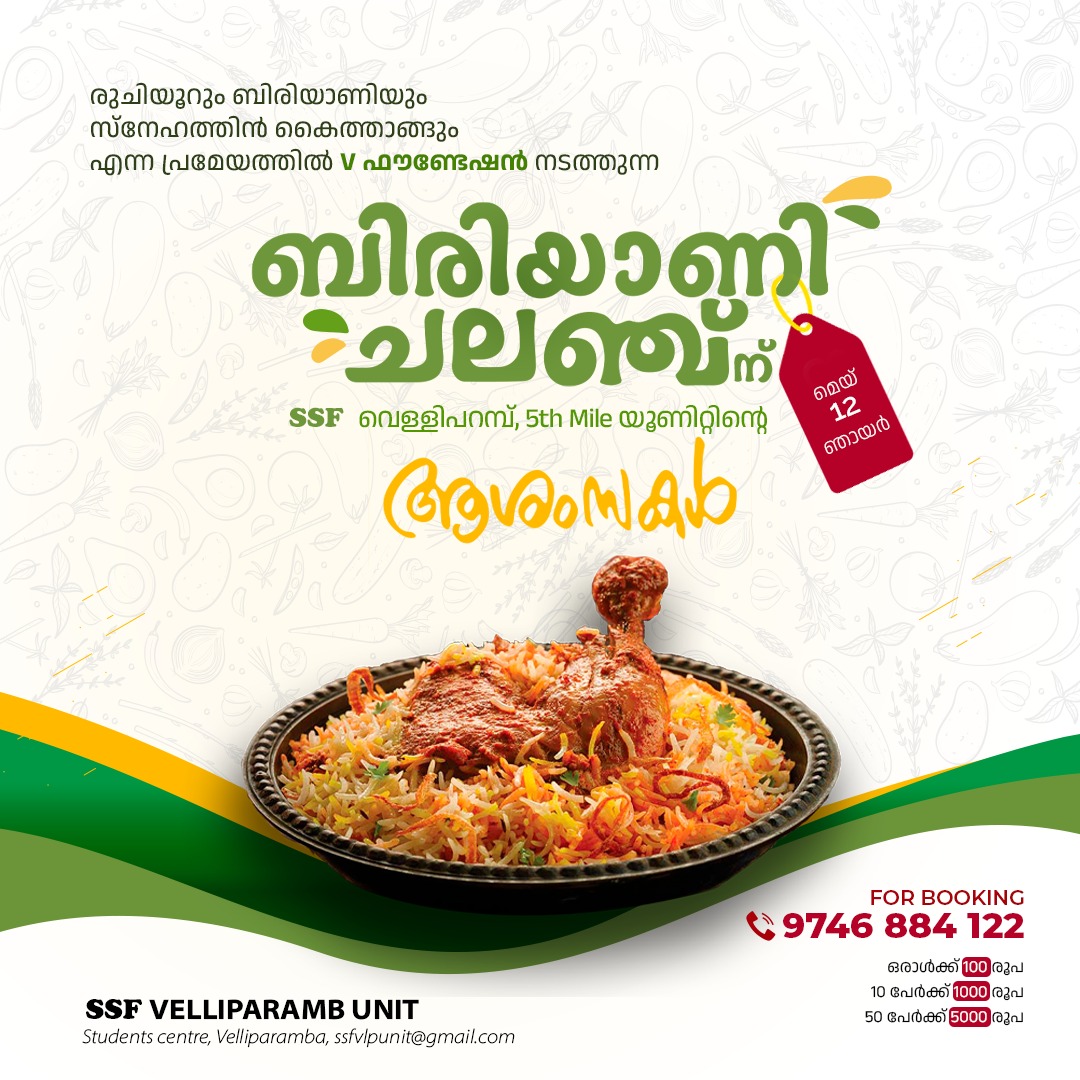 രുചിയൂറും ബിരിയാണിയും
സ്നേഹത്തിൻ കൈത്താങ്ങും
എന്ന പ്രമേയത്തിൽ V ഫൗണ്ടേഷൻ നടത്തുന്ന
ബിരിയാണി
ചലഞ്ച്ന്
മെയ്
12
ഞായർ
SSF വെള്ളിപറമ്പ്, 5th Mile യൂണിറ്റിന്റെ
ആശംസകൾ
FOR BOOKING
9746 884 122
ഒരാൾക്ക് 100 രൂപ
10 പേർക്ക് 1000 രൂപ
50 പേർക്ക് 5000 രൂപ
SSF VELLIPARAMB UNIT
Students centre, Velliparamba, ssfvlpunit@gmail.com